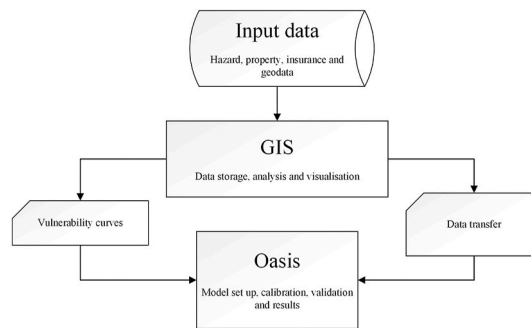 Input data
Hazard, property, insurance and
geodata
GIS
Data storage, analysis and visualisation
Vulnerability curves
Data transfer
Oasis
Model set up, calibration, validation
and results